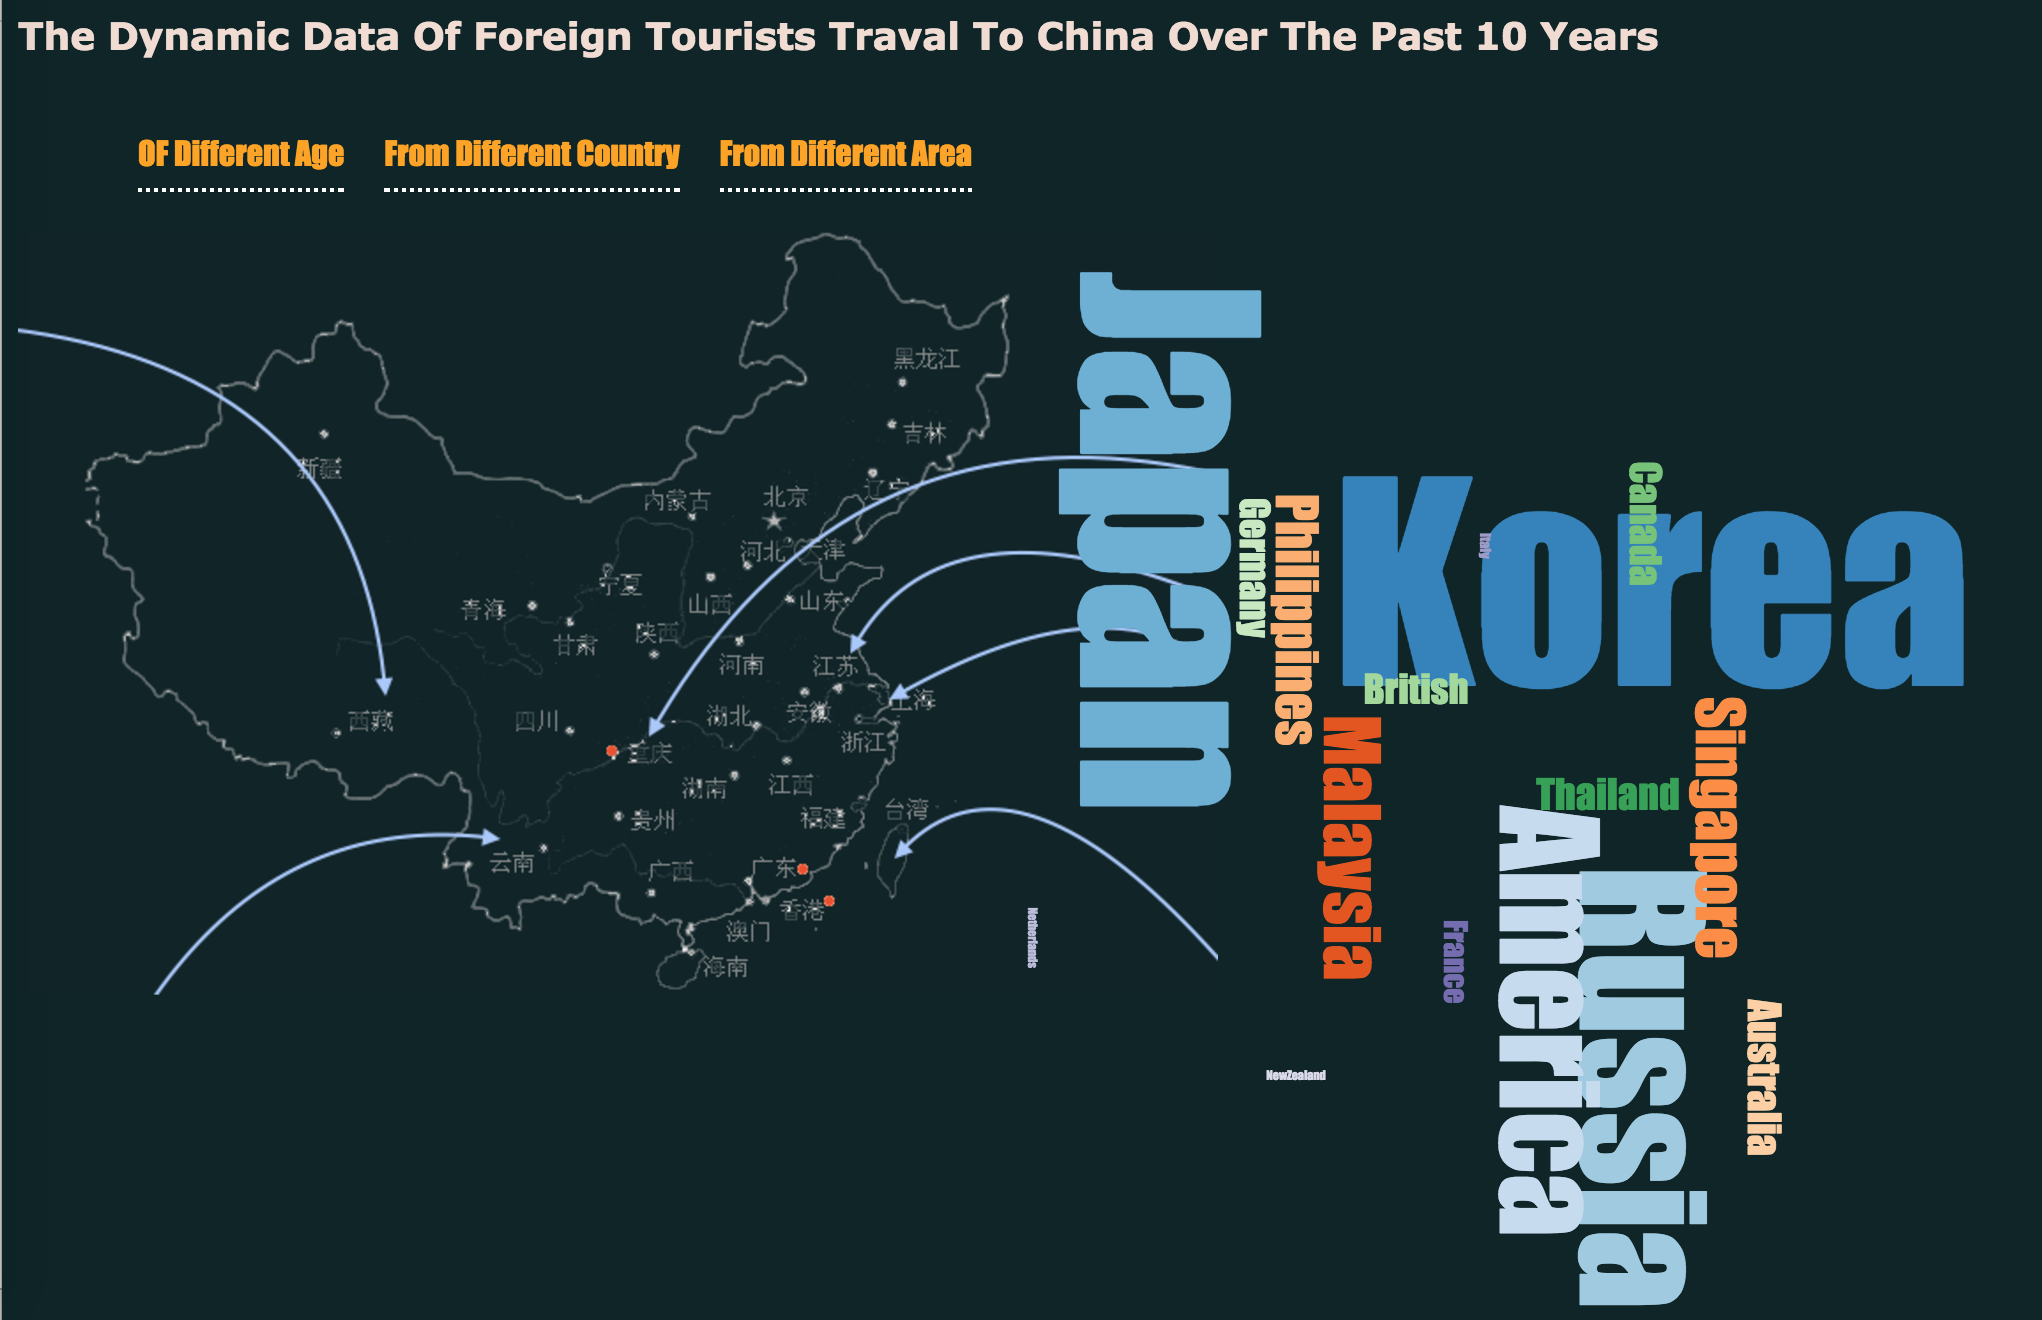 The Dynamic Data Of Foreign Tourists Traval To China Over The Past 10 Years
OF Different Age
From Different Country
From Different Area
黑龙江
吉林
新疆
辽宁
内蒙古
北京
河北
天津
宁夏
青海
山西
山东
甘肃
陕西
河南
江苏
西藏
四川
湖北
安徽
上海
重庆
浙江
湖南
江西
贵州
福建
台湾
云南
广西
广东
香港
澳门
海南
Japan
Germany
Philippines
Korea
Italy
Canada
British
Malaysia
Singapore
Thailand
America
Russia
France
Netherlands
Australia
NewZealand